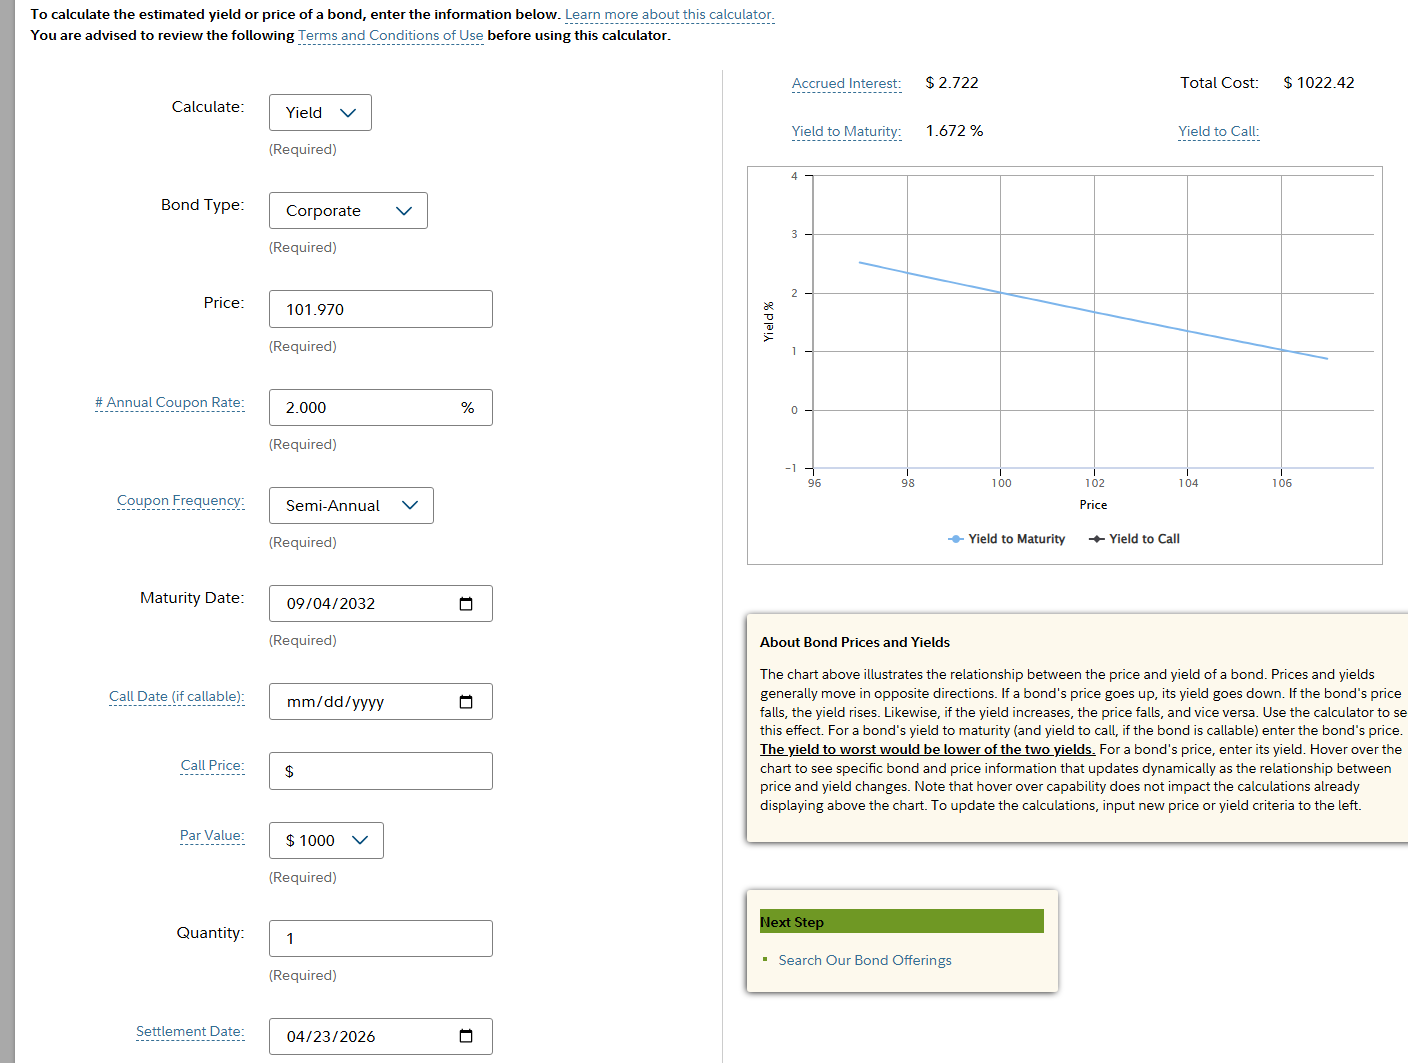 To calculate the estimated yield or price of a bond, enter the information below. Learn more about this calculator.
You are advised to review the following Terms and Conditions of Use before using this calculator.
Calculate:
Yield
(Required)
Bond Type:
Corporate
(Required)
Price:
101.970
(Required)
# Annual Coupon Rate:
2.000 %
(Required)
Coupon Frequency:
Semi-Annual
(Required)
Maturity Date:
09/04/2032
(Required)
Call Date (if callable):
mm/dd/yyyy
Call Price:
$
Par Value:
$ 1000
(Required)
Quantity:
1
(Required)
Settlement Date:
04/23/2026
Accrued Interest: $ 2.722 Total Cost: $ 1022.42
Yield to Maturity: 1.672 % Yield to Call:
4
3
2
1
0
-1
Yield %
96 98 100 102 104 106
Price
Yield to Maturity Yield to Call
About Bond Prices and Yields
The chart above illustrates the relationship between the price and yield of a bond. Prices and yields
generally move in opposite directions. If a bond's price goes up, its yield goes down. If the bond's price
falls, the yield rises. Likewise, if the yield increases, the price falls, and vice versa. Use the calculator to se
this effect. For a bond's yield to maturity (and yield to call, if the bond is callable) enter the bond's price.
The yield to worst would be lower of the two yields. For a bond's price, enter its yield. Hover over the
chart to see specific bond and price information that updates dynamically as the relationship between
price and yield changes. Note that hover over capability does not impact the calculations already
displaying above the chart. To update the calculations, input new price or yield criteria to the left.
Next Step
Search Our Bond Offerings